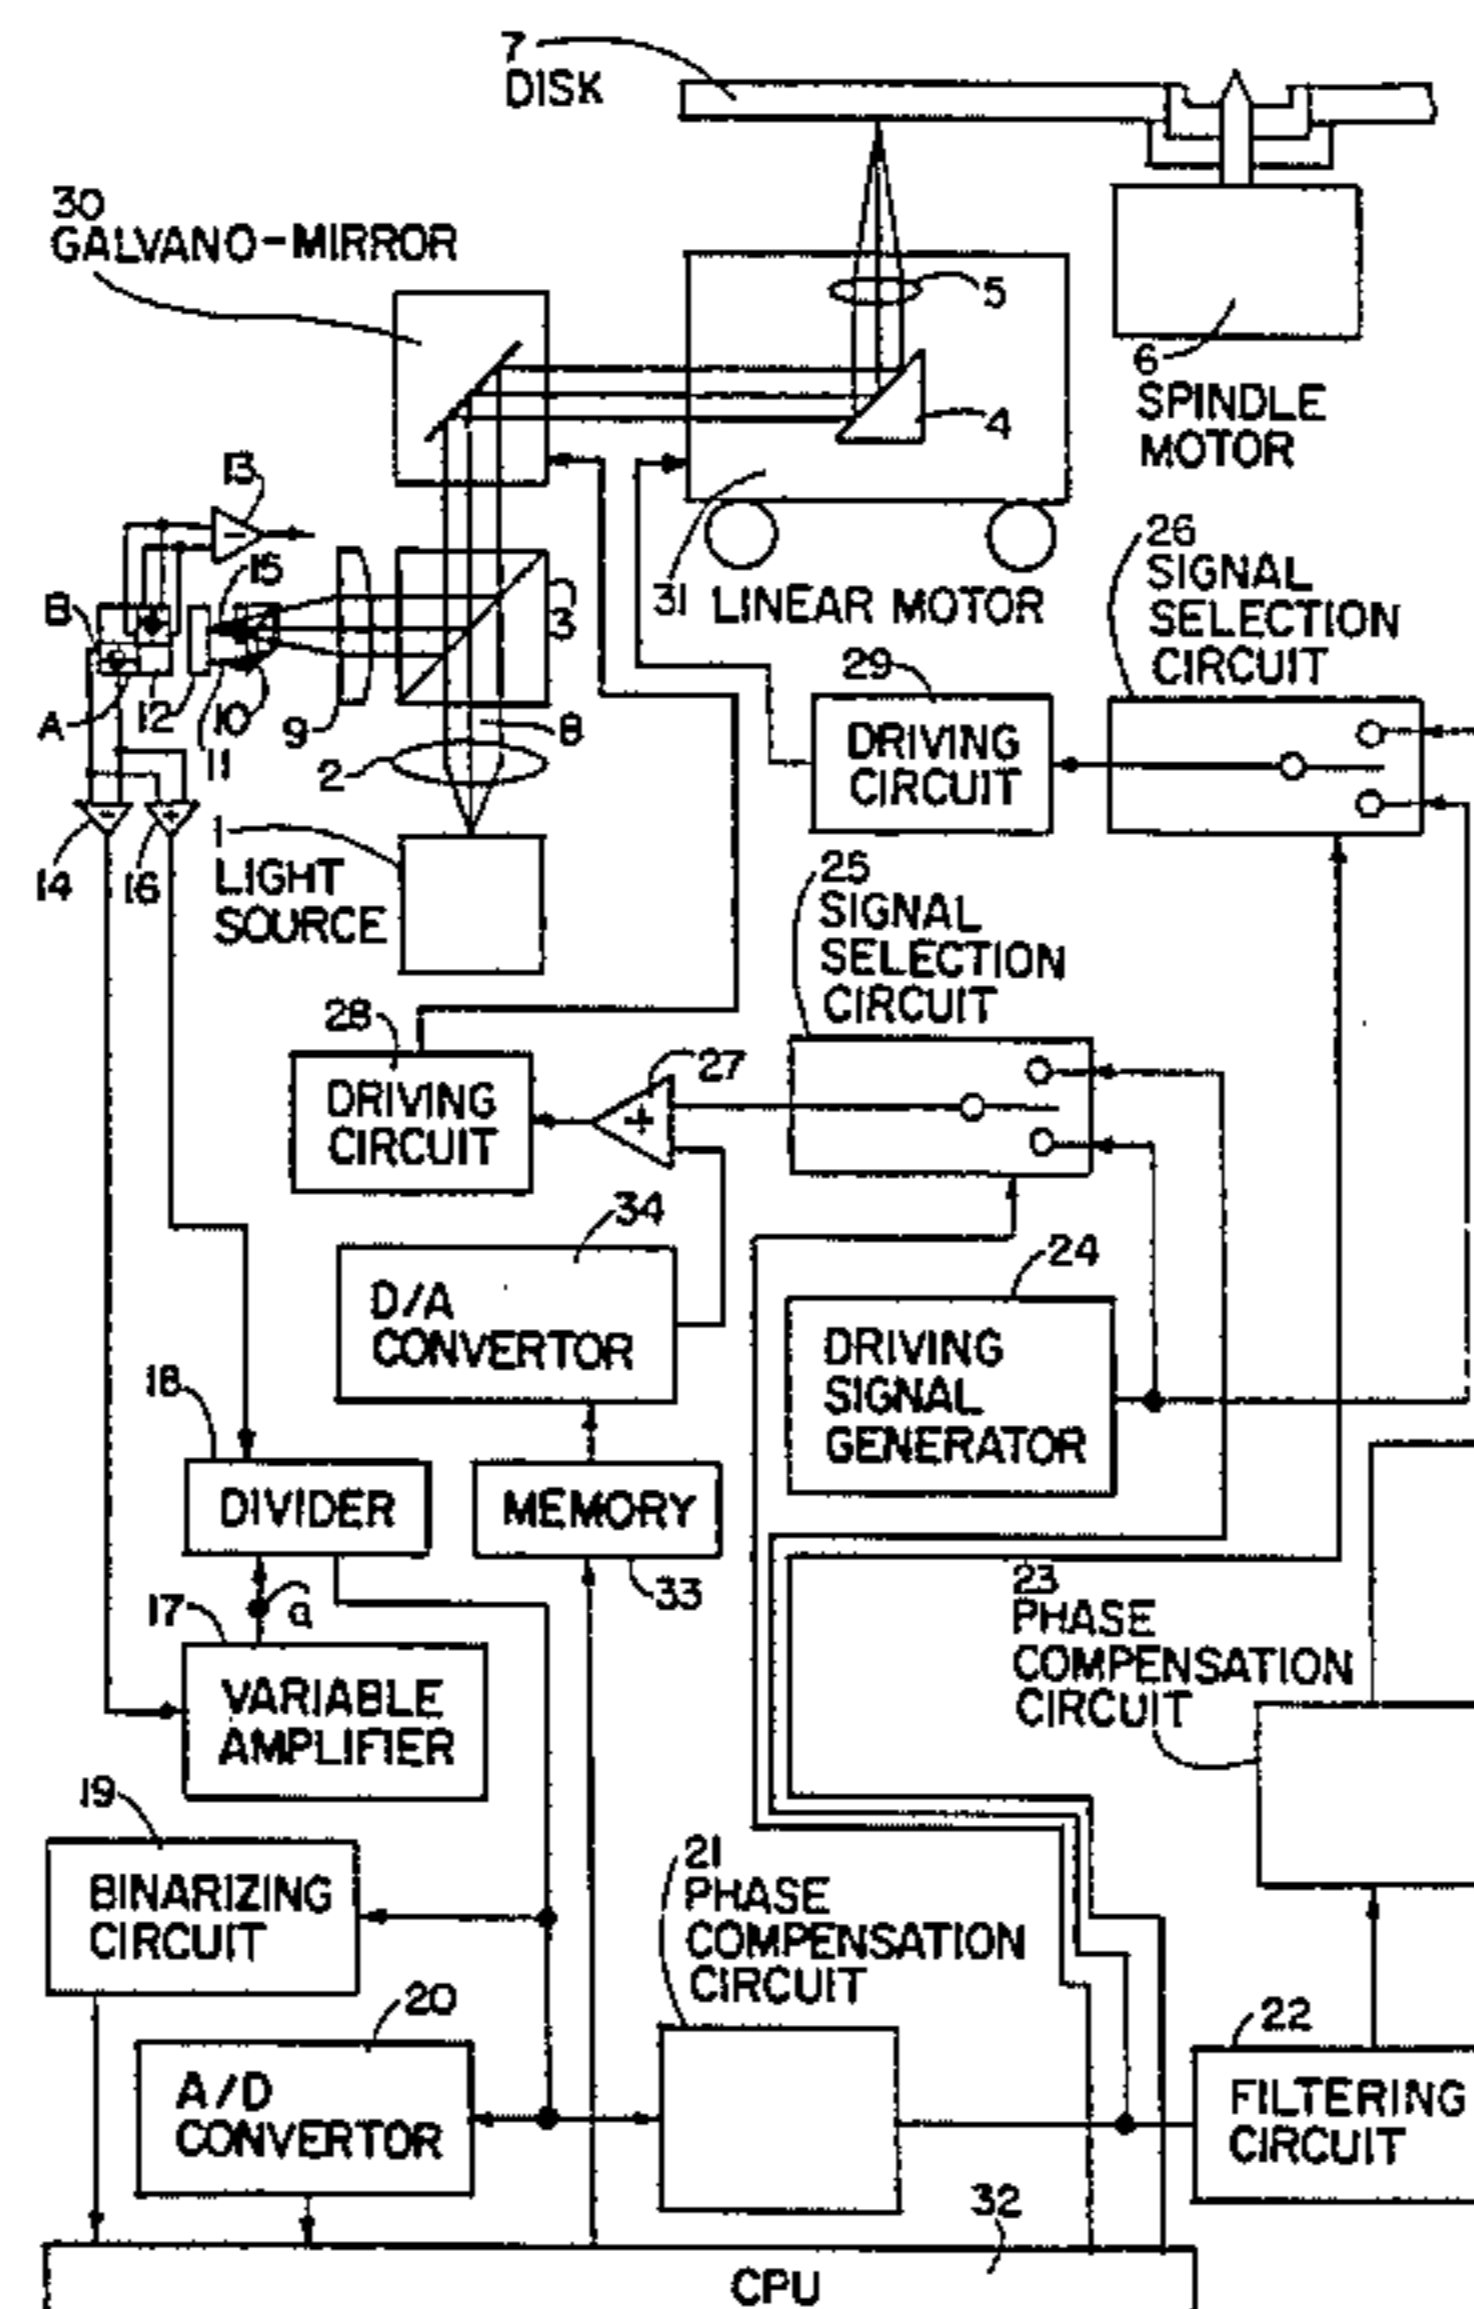 7
DISK
30
GALVANO-MIRROR
5
6
SPINDLE
MOTOR
4
13
15
B
3
31 LINEAR MOTOR
26
SIGNAL
SELECTION
CIRCUIT
A
12
11
10
9
8
2
29
DRIVING
CIRCUIT
-
+
14
16
1
LIGHT
SOURCE
25
SIGNAL
SELECTION
CIRCUIT
28
DRIVING
CIRCUIT
27
+
34
D/A
CONVERTOR
24
DRIVING
SIGNAL
GENERATOR
18
DIVIDER
MEMORY
33
a
17
VARIABLE
AMPLIFIER
23
PHASE
COMPENSATION
CIRCUIT
19
BINARIZING
CIRCUIT
21
PHASE
COMPENSATION
CIRCUIT
20
A/D
CONVERTOR
22
FILTERING
CIRCUIT
32
CPU